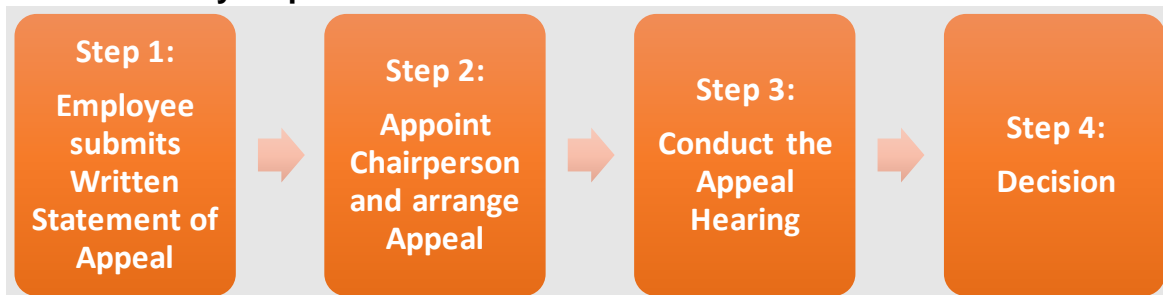 Step 1:
Employee
submits
Written
Statement of
Appeal
Step 2:
Appoint
Chairperson
and arrange
Appeal
Step 3:
Conduct the
Appeal
Hearing
Step 4:
Decision